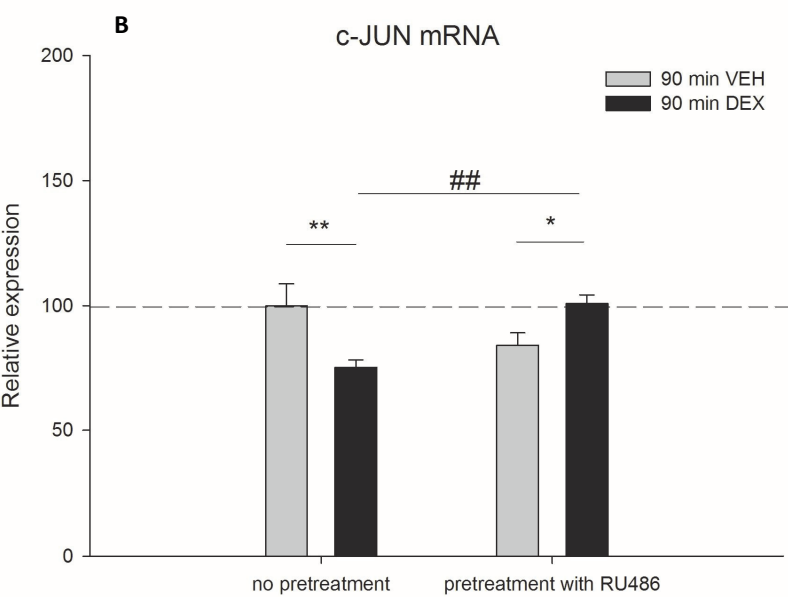 B
c-JUN mRNA
200
90 min VEH
90 min DEX
150
##
**
*
Relative expression
100
50
0
no pretreatment
pretreatment with RU486